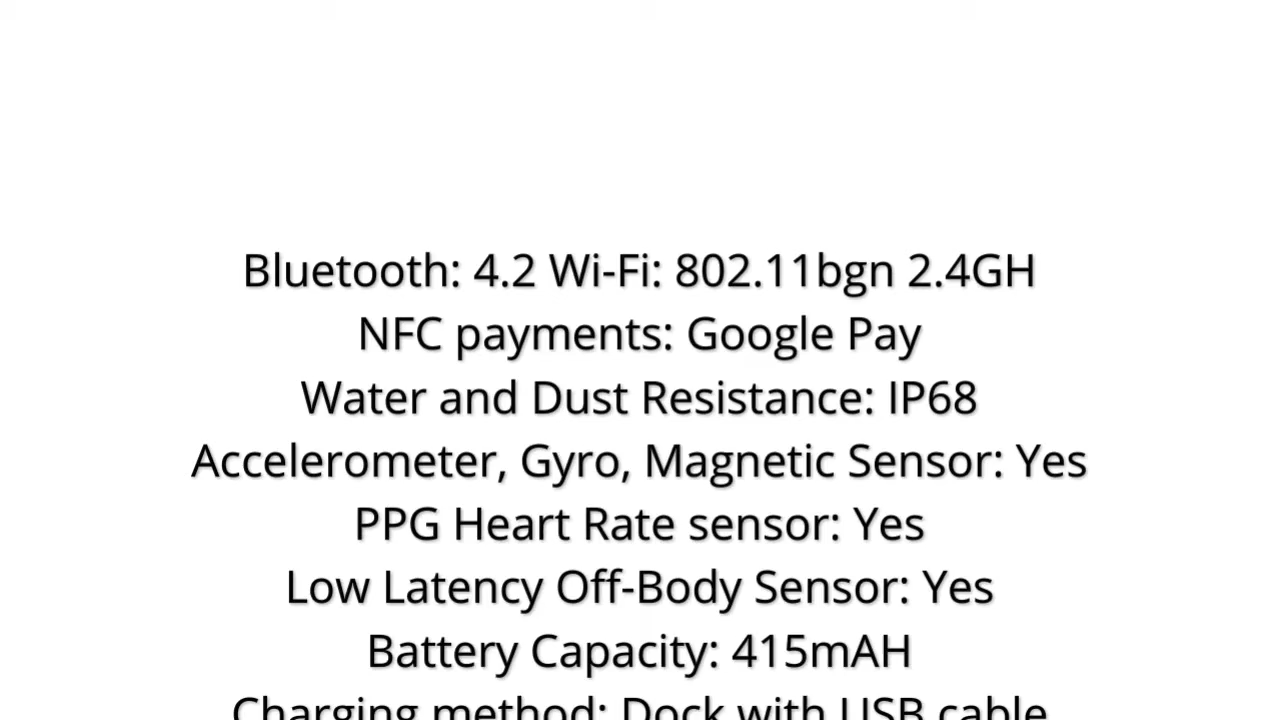 Bluetooth: 4.2 Wi-Fi: 802.11bgn 2.4GH
NFC payments: Google Pay
Water and Dust Resistance: IP68
Accelerometer, Gyro, Magnetic Sensor: Yes
PPG Heart Rate sensor: Yes
Low Latency Off-Body Sensor: Yes
Battery Capacity: 415mAH
Charging method: Dock with USB cable